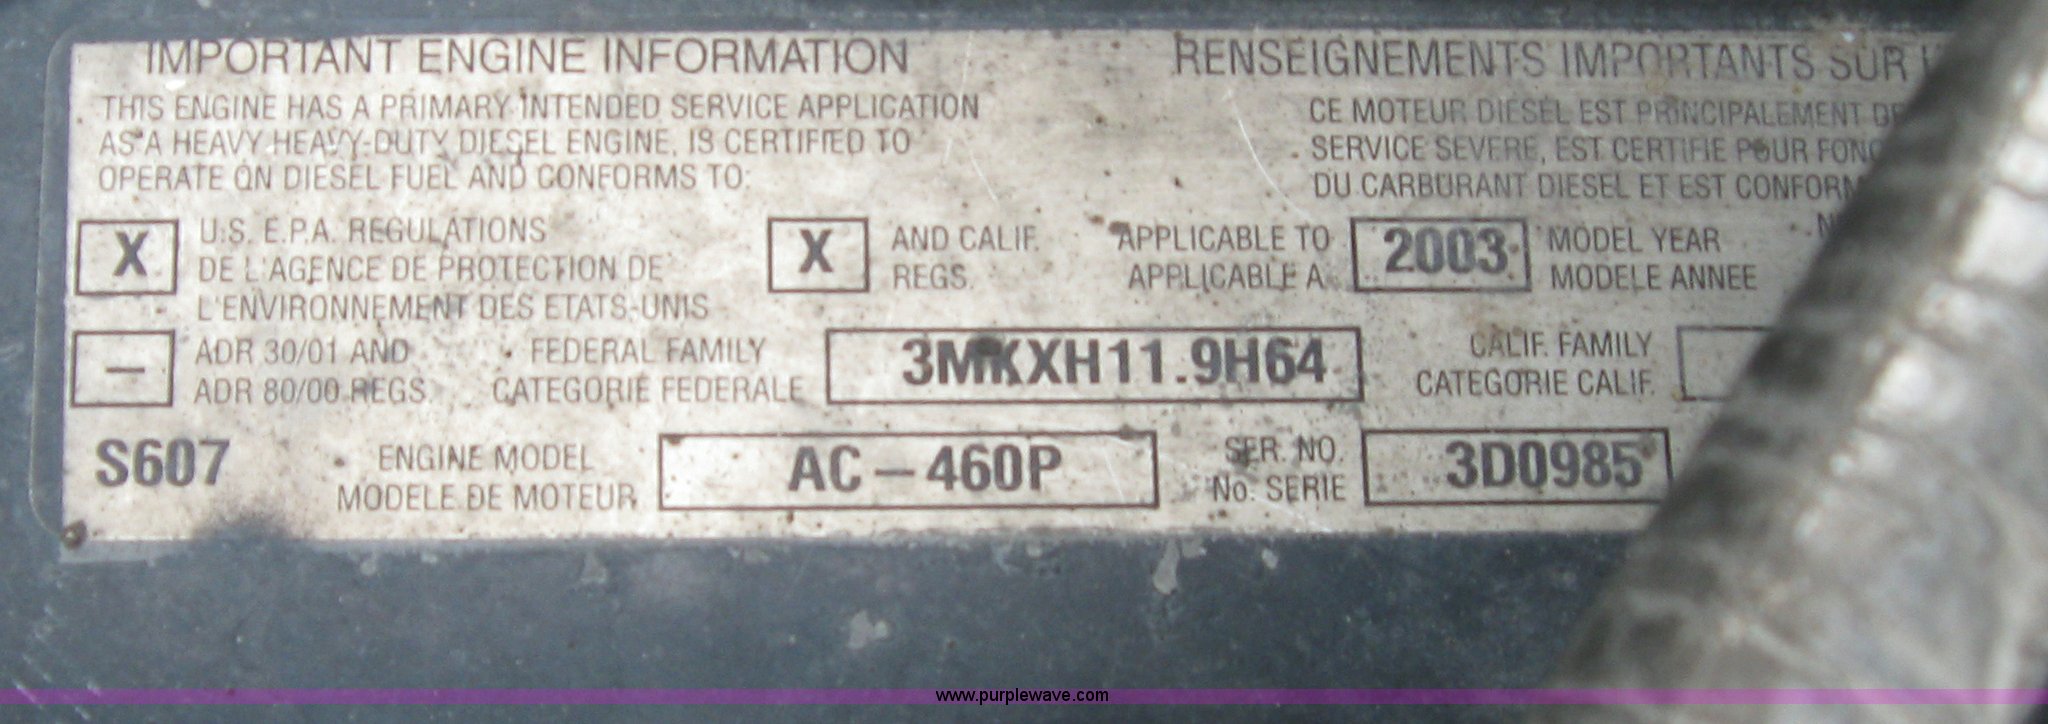 IMPORTANT ENGINE INFORMATION
THIS ENGINE HAS A PRIMARY INTENDED SERVICE APPLICATION
AS A HEAVY HEAVY-DUTY DIESEL ENGINE, IS CERTIFIED TO
OPERATE ON DIESEL FUEL AND CONFORMS TO:
RENSEIGNEMENTS IMPORTANTS SUR
CE MOTEUR DIESEL EST PRINCIPALEMENT
SERVICE SEVERE, EST CERTIFIE POUR
DU CARBURANT DIESEL ET EST
X U.S. E.P.A. REGULATIONS
DE L'AGENCE DE PROTECTION DE
L'ENVIRONNEMENT DES ETATS-UNIS
X AND CALIF.
REGS.
APPLICABLE TO
APPLICABLE A
2003 MODEL YEAR
MODELE ANNEE
– ADR 30/01 AND
ADR 80/00 REGS.
FEDERAL FAMILY
CATEGORIE FEDERALE
3MKXH11.9H64
CALIF. FAMILY
CATEGORIE CALIF.
S607
ENGINE MODEL
MODELE DE MOTEUR
AC-460P
SER. NO.
No. SERIE
3D0985
www.purplewave.com